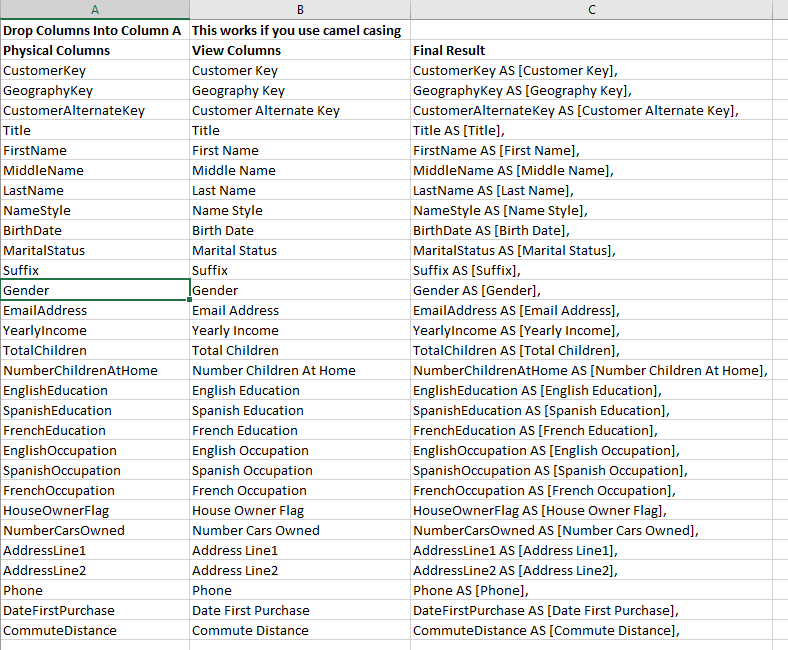 A B C
Drop Columns Into Column A This works if you use camel casing
Physical Columns View Columns Final Result
CustomerKey Customer Key CustomerKey AS [Customer Key],
GeographyKey Geography Key GeographyKey AS [Geography Key],
CustomerAlternateKey Customer Alternate Key CustomerAlternateKey AS [Customer Alternate Key],
Title Title Title AS [Title],
FirstName First Name FirstName AS [First Name],
MiddleName Middle Name MiddleName AS [Middle Name],
LastName Last Name LastName AS [Last Name],
NameStyle Name Style NameStyle AS [Name Style],
BirthDate Birth Date BirthDate AS [Birth Date],
MaritalStatus Marital Status MaritalStatus AS [Marital Status],
Suffix Suffix Suffix AS [Suffix],
Gender Gender Gender AS [Gender],
EmailAddress Email Address EmailAddress AS [Email Address],
YearlyIncome Yearly Income YearlyIncome AS [Yearly Income],
TotalChildren Total Children TotalChildren AS [Total Children],
NumberChildrenAtHome Number Children At Home NumberChildrenAtHome AS [Number Children At Home],
EnglishEducation English Education EnglishEducation AS [English Education],
SpanishEducation Spanish Education SpanishEducation AS [Spanish Education],
FrenchEducation French Education FrenchEducation AS [French Education],
EnglishOccupation English Occupation EnglishOccupation AS [English Occupation],
SpanishOccupation Spanish Occupation SpanishOccupation AS [Spanish Occupation],
FrenchOccupation French Occupation FrenchOccupation AS [French Occupation],
HouseOwnerFlag House Owner Flag HouseOwnerFlag AS [House Owner Flag],
NumberCarsOwned Number Cars Owned NumberCarsOwned AS [Number Cars Owned],
AddressLine1 Address Line1 AddressLine1 AS [Address Line1],
AddressLine2 Address Line2 AddressLine2 AS [Address Line2],
Phone Phone Phone AS [Phone],
DateFirstPurchase Date First Purchase DateFirstPurchase AS [Date First Purchase],
CommuteDistance Commute Distance CommuteDistance AS [Commute Distance],